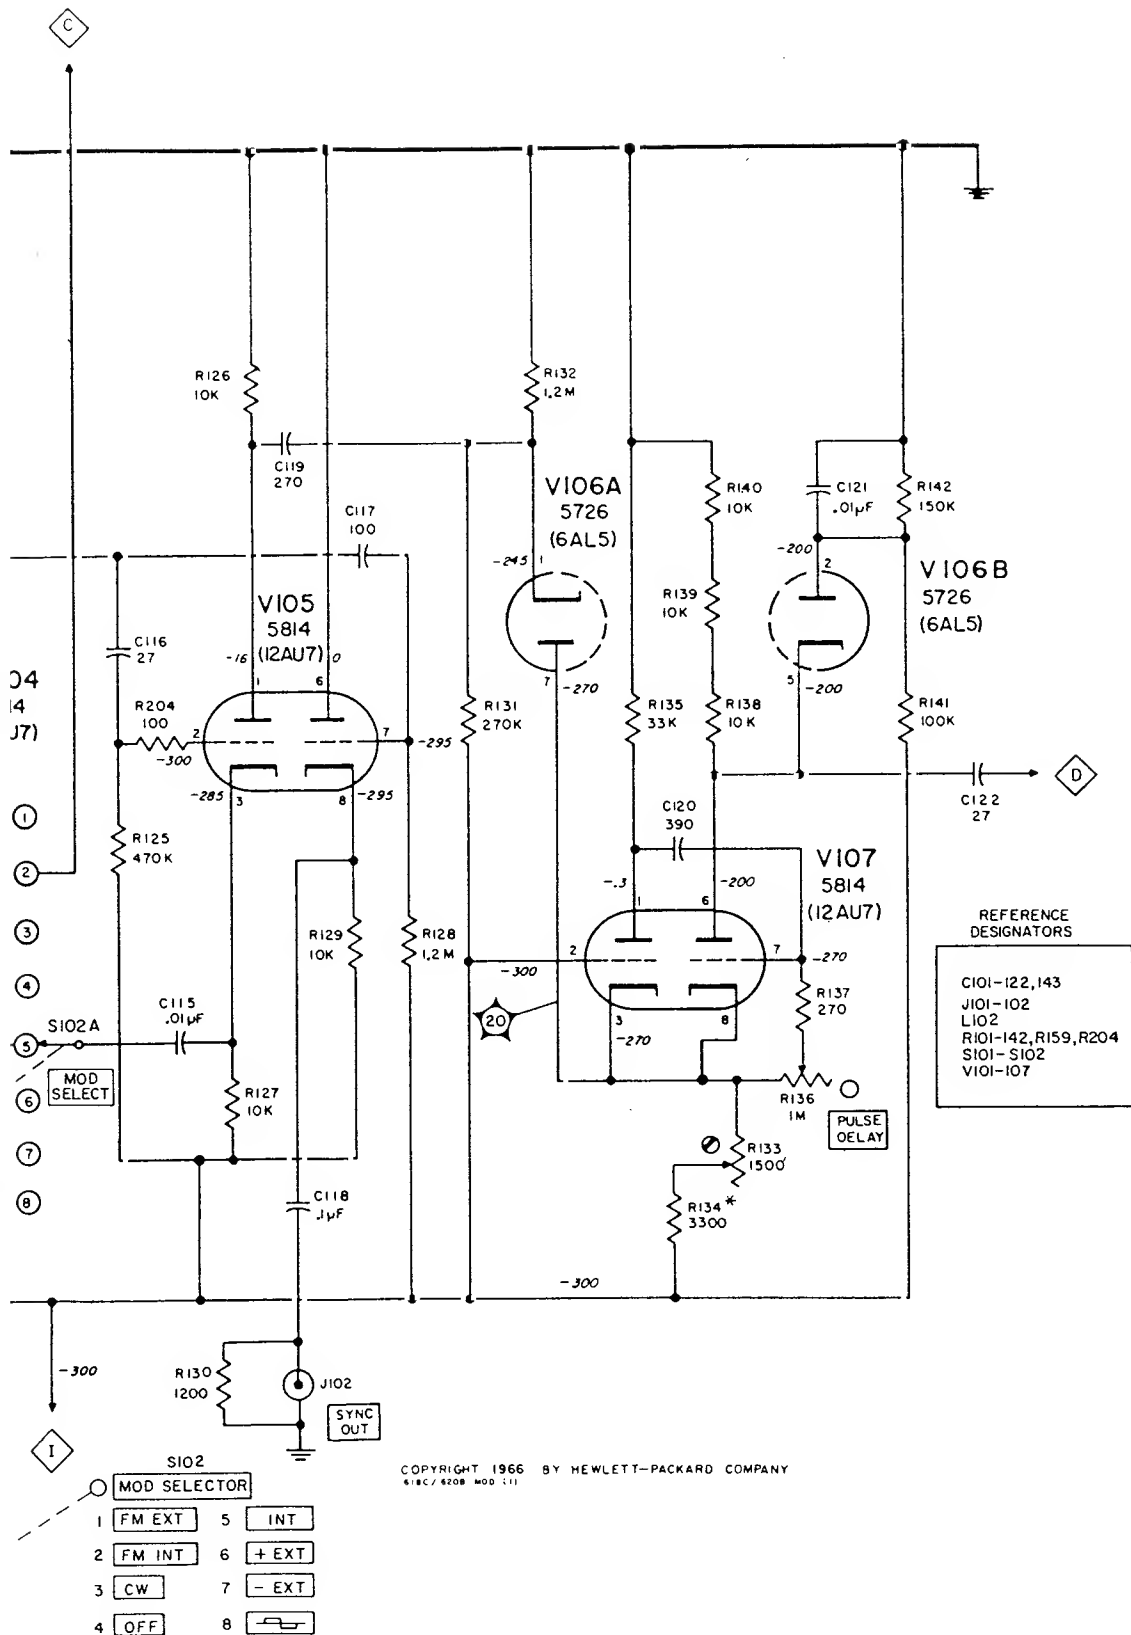 C
R126
10K
R132
1.2M
C119
270
V106A
5726
(6AL5)
R140
10K
C121
.01µF
R142
150K
C117
100
-245
1
-200
2
V106B
5726
(6AL5)
V105
5814
(12AU7)
R139
10K
C116
27
-16
1
6
0
7
-270
5
-200
04
14
U7)
R204
100
2
-300
7
-295
R131
270K
R135
33K
R138
10K
R141
100K
-285
3
8
-295
D
C122
27
1
R125
470K
C120
390
2
V107
5814
(12AU7)
-.3
1
6
-200
3
R129
10K
R128
1.2M
-300
2
7
-270
REFERENCE
DESIGNATORS
C101-122,143
J101-102
L102
R101-142,R159,R204
S101-S102
V101-107
4
C115
.01µF
20
3
8
-270
R137
270
S102A
5
MOD
SELECT
6
R127
10K
R136
1M
PULSE
DELAY
7
R133
1500
8
C118
.1µF
R134*
3300
-300
-300
R130
1200
J102
SYNC
OUT
I
S102
MOD SELECTOR
COPYRIGHT 1966 BY HEWLETT-PACKARD COMPANY
618C/620B MOD (1)
1 FM EXT 5 INT
2 FM INT 6 + EXT
3 CW 7 - EXT
4 OFF 8